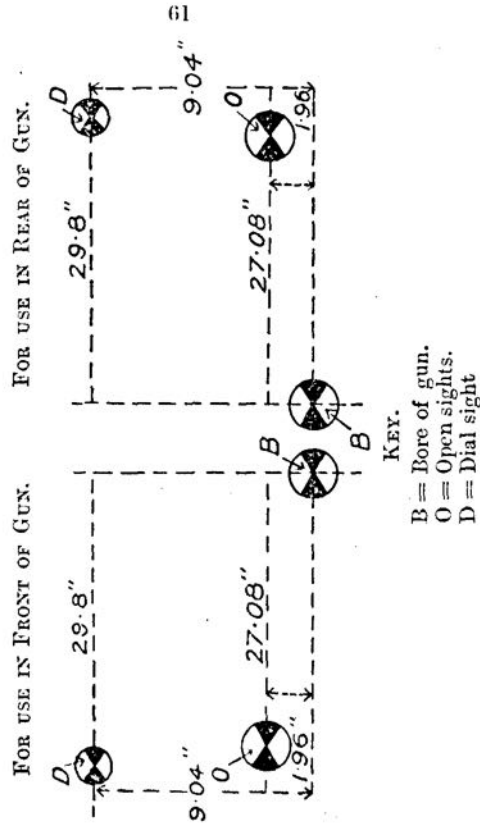 61
FOR USE IN FRONT OF GUN.
FOR USE IN REAR OF GUN.
D
29·8"
29·8"
D
9·04"
9·04"
O
27·08"
B
27·08"
O
1·96"
B
1·96
KEY.
B = Bore of gun.
O = Open sights.
D = Dial sight